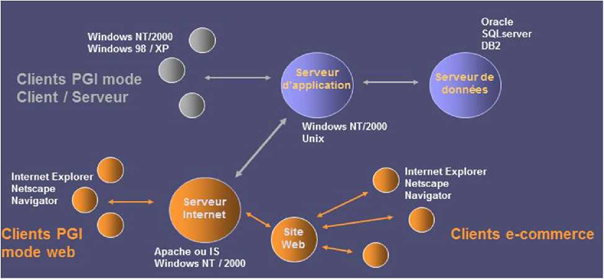 Windows NT/2000
Windows 98 / XP
Oracle
SQLserver
DB2
Clients PGI mode
Client / Serveur
Serveur
d'application
Serveur de
données
Windows NT/2000
Unix
Internet Explorer
Netscape
Navigator
Serveur
Internet
Internet Explorer
Netscape
Navigator
Clients PGI
mode web
Site
Web
Clients e-commerce
Apache ou IS
Windows NT / 2000